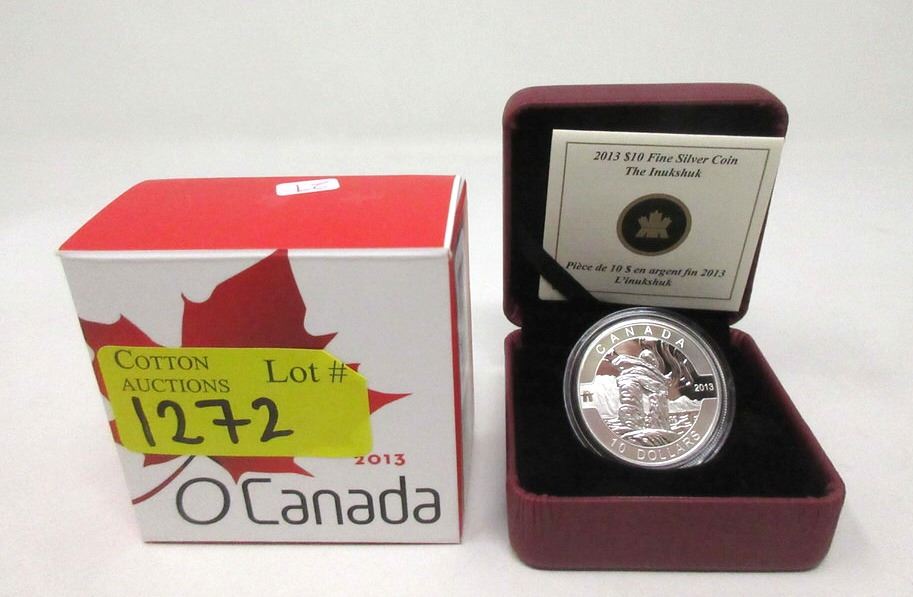 COTTON
AUCTIONS
Lot #
1272
2013
O Canada
2013 $10 Fine Silver Coin
The Inukshuk
Pièce de 10 $ en argent fin 2013
L'inukshuk
CANADA
2013
10 DOLLARS